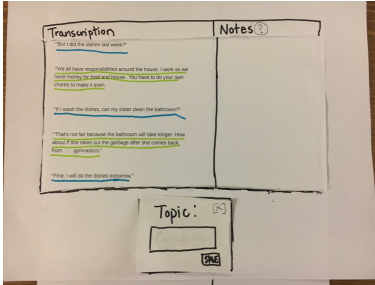 Transcription
Notes ?
"But I did the dishes last week?"
"We all have responsibilities around the house. I work so we
have money for food and house. You have to do your own
chores to make it even.
"If I wash the dishes, can my sister clean the bathroom?"
"That's not fair because the bathroom will take longer. How
about if she takes out the garbage after she comes back
from ..... gymnastics."
"Fine, I will do the dishes tomorrow."
Topic:
[X]
SAVE